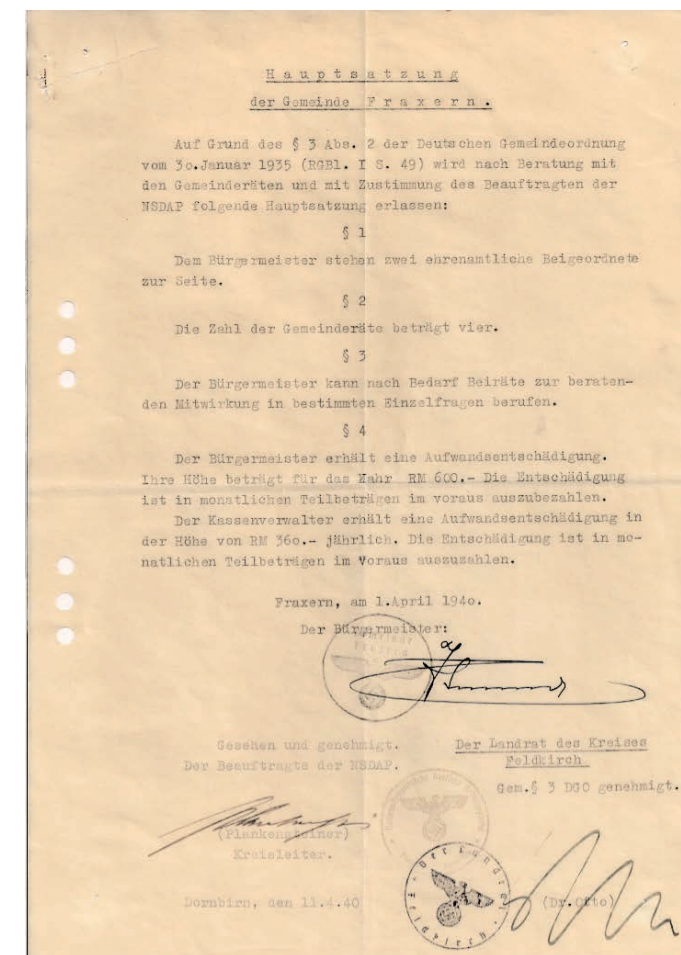 Hauptsatzung
der Gemeinde Fraxern.
Auf Grund des § 3 Abs. 2 der Deutschen Gemeindeordnung
vom 3o.Januar 1935 (RGBl. I S. 49) wird nach Beratung mit
den Gemeinderäten und mit Zustimmung des Beauftragten der
NSDAP folgende Hauptsatzung erlassen:
§ 1
Dem Bürgermeister stehen zwei ehrenamtliche Beigeordnete
zur Seite.
§ 2
Die Zahl der Gemeinderäte beträgt vier.
§ 3
Der Bürgermeister kann nach Bedarf Beiräte zur beraten-
den Mitwirkung in bestimmten Einzelfragen berufen.
§ 4
Der Bürgermeister erhält eine Aufwandsentschädigung.
Ihre Höhe beträgt für das Hahr RM 600.- Die Entschädigung
ist in monatlichen Teilbeträgen im voraus auszubezahlen.
Der Kassenverwalter erhält eine Aufwandsentschädigung in
der Höhe von RM 36o.- jährlich. Die Entschädigung ist in mo-
natlichen Teilbeträgen im Voraus auszuzahlen.
Fraxern, am 1.April 194o.
Der Bürgermeister:
Gesehen und genehmigt.
Der Beauftragte der NSDAP.
Der Landrat des Kreises
Feldkirch
Gem.§ 3 DGO genehmigt.
(Plankensteiner)
Kreisleiter.
Dornbirn, den 11.4.40
Der Landrat
(Dr.Otto)